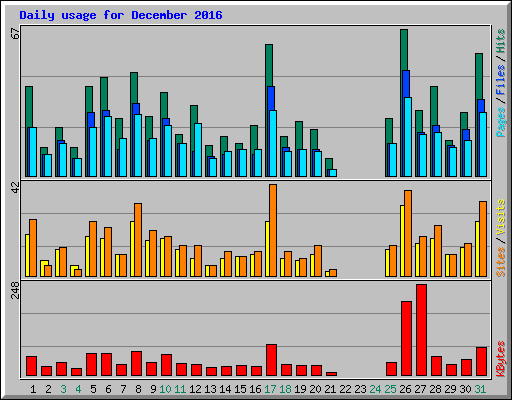 Daily usage for December 2016
67
42
248
Pages / Files / Hits
Sites / Visits
KBytes
1 2 3 4 5 6 7 8 9 10 11 12 13 14 15 16 17 18 19 20 21 22 23 24 25 26 27 28 29 30 31